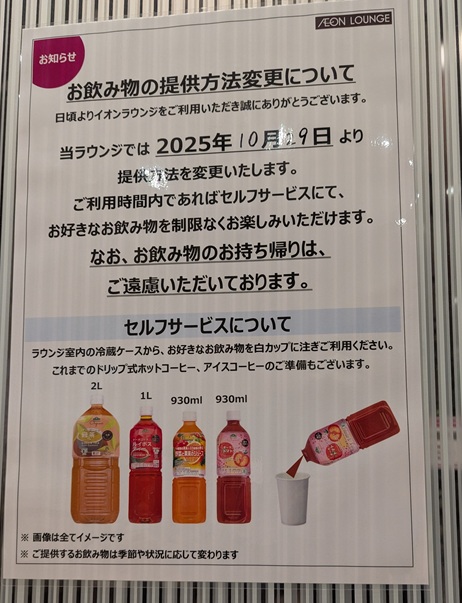 ÆON LOUNGE
お知らせ
お飲み物の提供方法変更について
日頃よりイオンラウンジをご利用いただき誠にありがとうございます。
当ラウンジでは 2025年10月29日 より
提供方法を変更いたします。
ご利用時間内であればセルフサービスにて、
お好きなお飲み物を制限なくお楽しみいただけます。
なお、お飲み物のお持ち帰りは、
ご遠慮いただいております。
セルフサービスについて
ラウンジ室内の冷蔵ケースから、お好きなお飲み物を白カップに注ぎご利用ください。
これまでのドリップ式ホットコーヒー、アイスコーヒーのご準備もございます。
2L 1L 930ml 930ml
ルイボス
※ 画像は全てイメージです
※ ご提供するお飲み物は季節や状況に応じて変わります